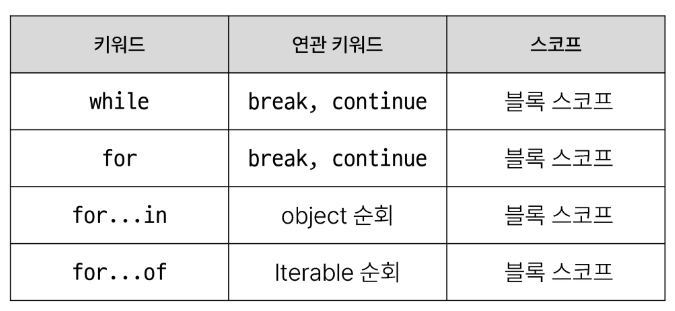 키워드 연관 키워드 스코프
while break, continue 블록 스코프
for break, continue 블록 스코프
for...in object 순회 블록 스코프
for...of Iterable 순회 블록 스코프